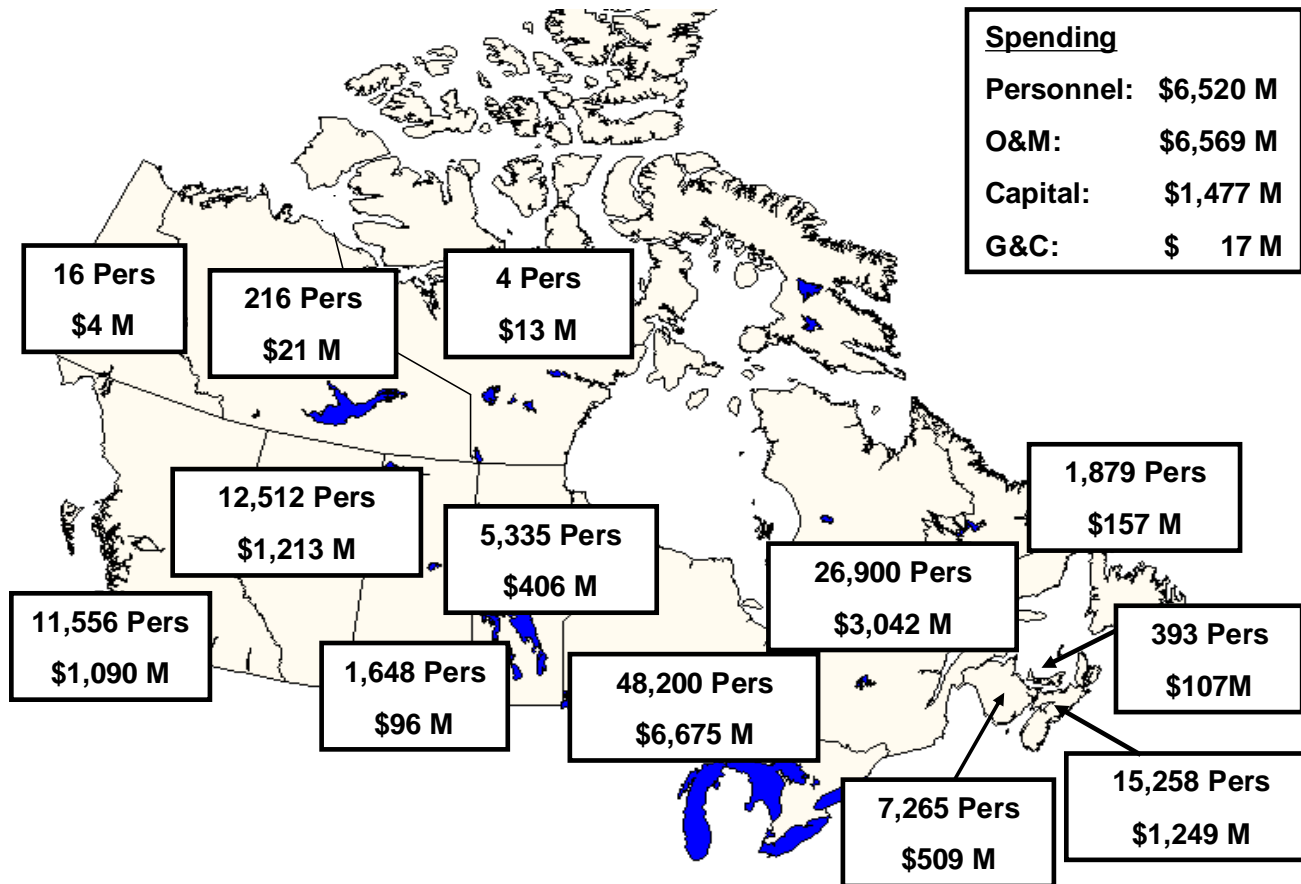 Spending
Personnel: $6,520 M
O&M: $6,569 M
Capital: $1,477 M
G&C: $ 17 M
16 Pers
$4 M
216 Pers
$21 M
4 Pers
$13 M
12,512 Pers
$1,213 M
5,335 Pers
$406 M
1,879 Pers
$157 M
26,900 Pers
$3,042 M
11,556 Pers
$1,090 M
1,648 Pers
$96 M
48,200 Pers
$6,675 M
393 Pers
$107M
7,265 Pers
$509 M
15,258 Pers
$1,249 M